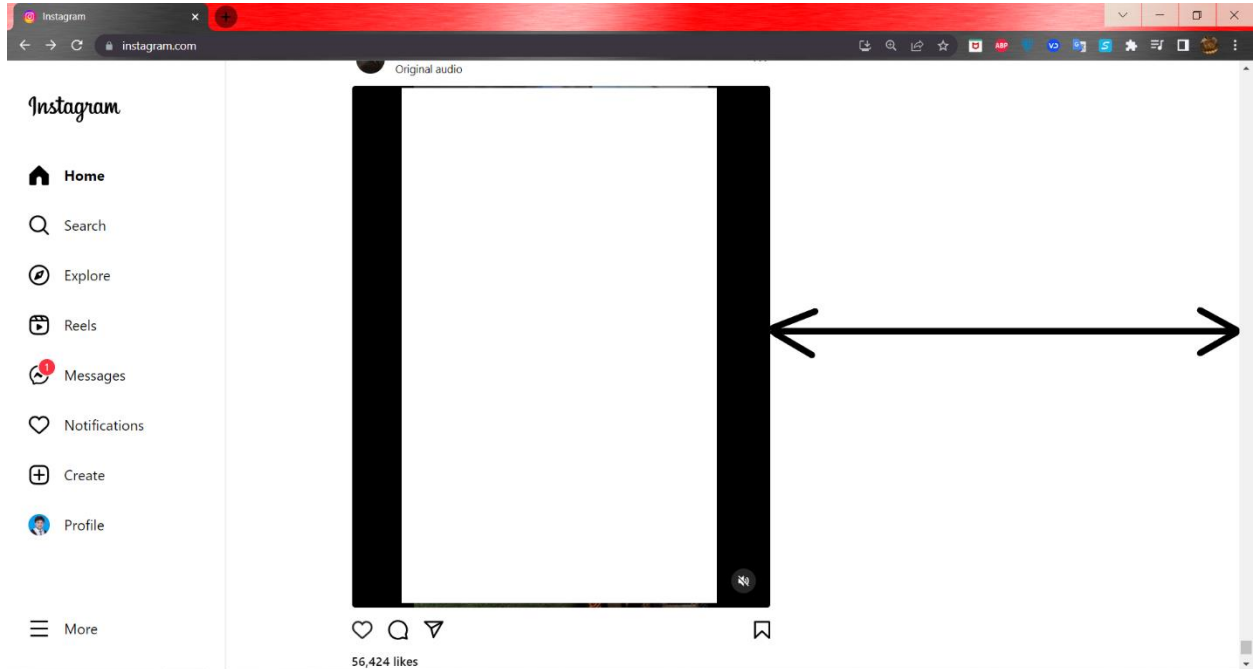 Instagram
instagram.com
ABP
Original audio
Instagram
Home
Search
Explore
Reels
1
Messages
Notifications
Create
Profile
More
56,424 likes